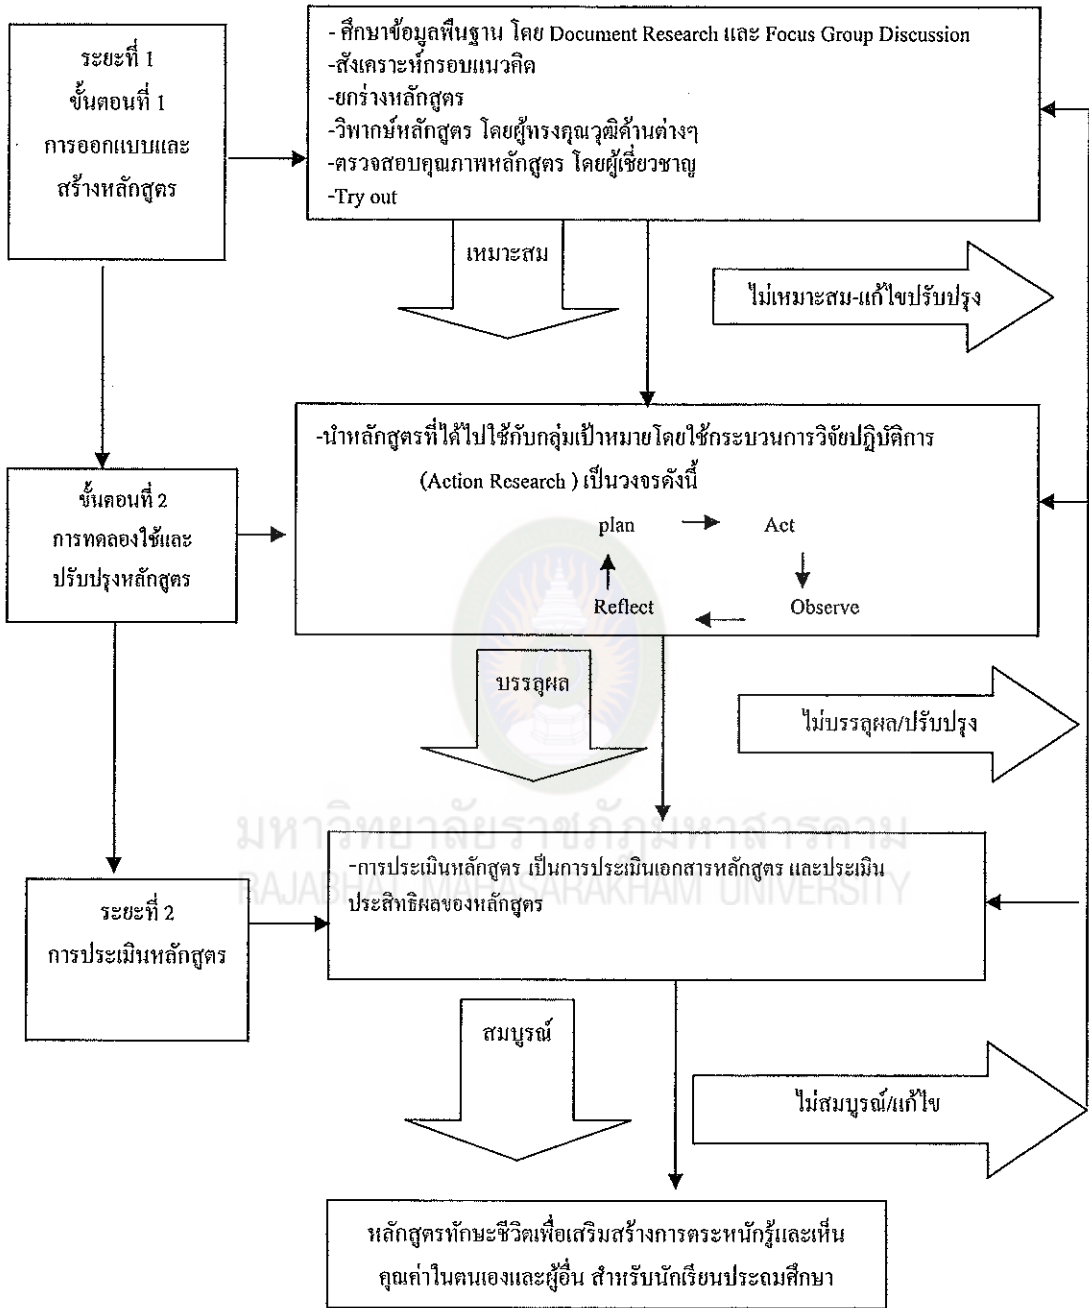 ระยะที่ 1
ขั้นตอนที่ 1
การออกแบบและ
สร้างหลักสูตร
- ศึกษาข้อมูลพื้นฐาน โดย Document Research และ Focus Group Discussion
-สังเคราะห์กรอบแนวคิด
-ยกร่างหลักสูตร
-วิพากษ์หลักสูตร โดยผู้ทรงคุณวุฒิด้านต่างๆ
-ตรวจสอบคุณภาพหลักสูตร โดยผู้เชี่ยวชาญ
-Try out
เหมาะสม
ไม่เหมาะสม-แก้ไขปรับปรุง
ขั้นตอนที่ 2
การทดลองใช้และ
ปรับปรุงหลักสูตร
-นำหลักสูตรที่ได้ไปใช้กับกลุ่มเป้าหมายโดยใช้กระบวนการวิจัยปฏิบัติการ
(Action Research ) เป็นวงจรดังนี้
plan Act
Reflect Observe
บรรลุผล
ไม่บรรลุผล/ปรับปรุง
มหาวิทยาลัยราชภัฏมหาสารคาม
RAJABHAT MAHASARAKHAM UNIVERSITY
ระยะที่ 2
การประเมินหลักสูตร
-การประเมินหลักสูตร เป็นการประเมินเอกสารหลักสูตร และประเมิน
ประสิทธิผลของหลักสูตร
สมบูรณ์
ไม่สมบูรณ์/แก้ไข
หลักสูตรทักษะชีวิตเพื่อเสริมสร้างการตระหนักรู้และเห็น
คุณค่าในตนเองและผู้อื่น สำหรับนักเรียนประถมศึกษา